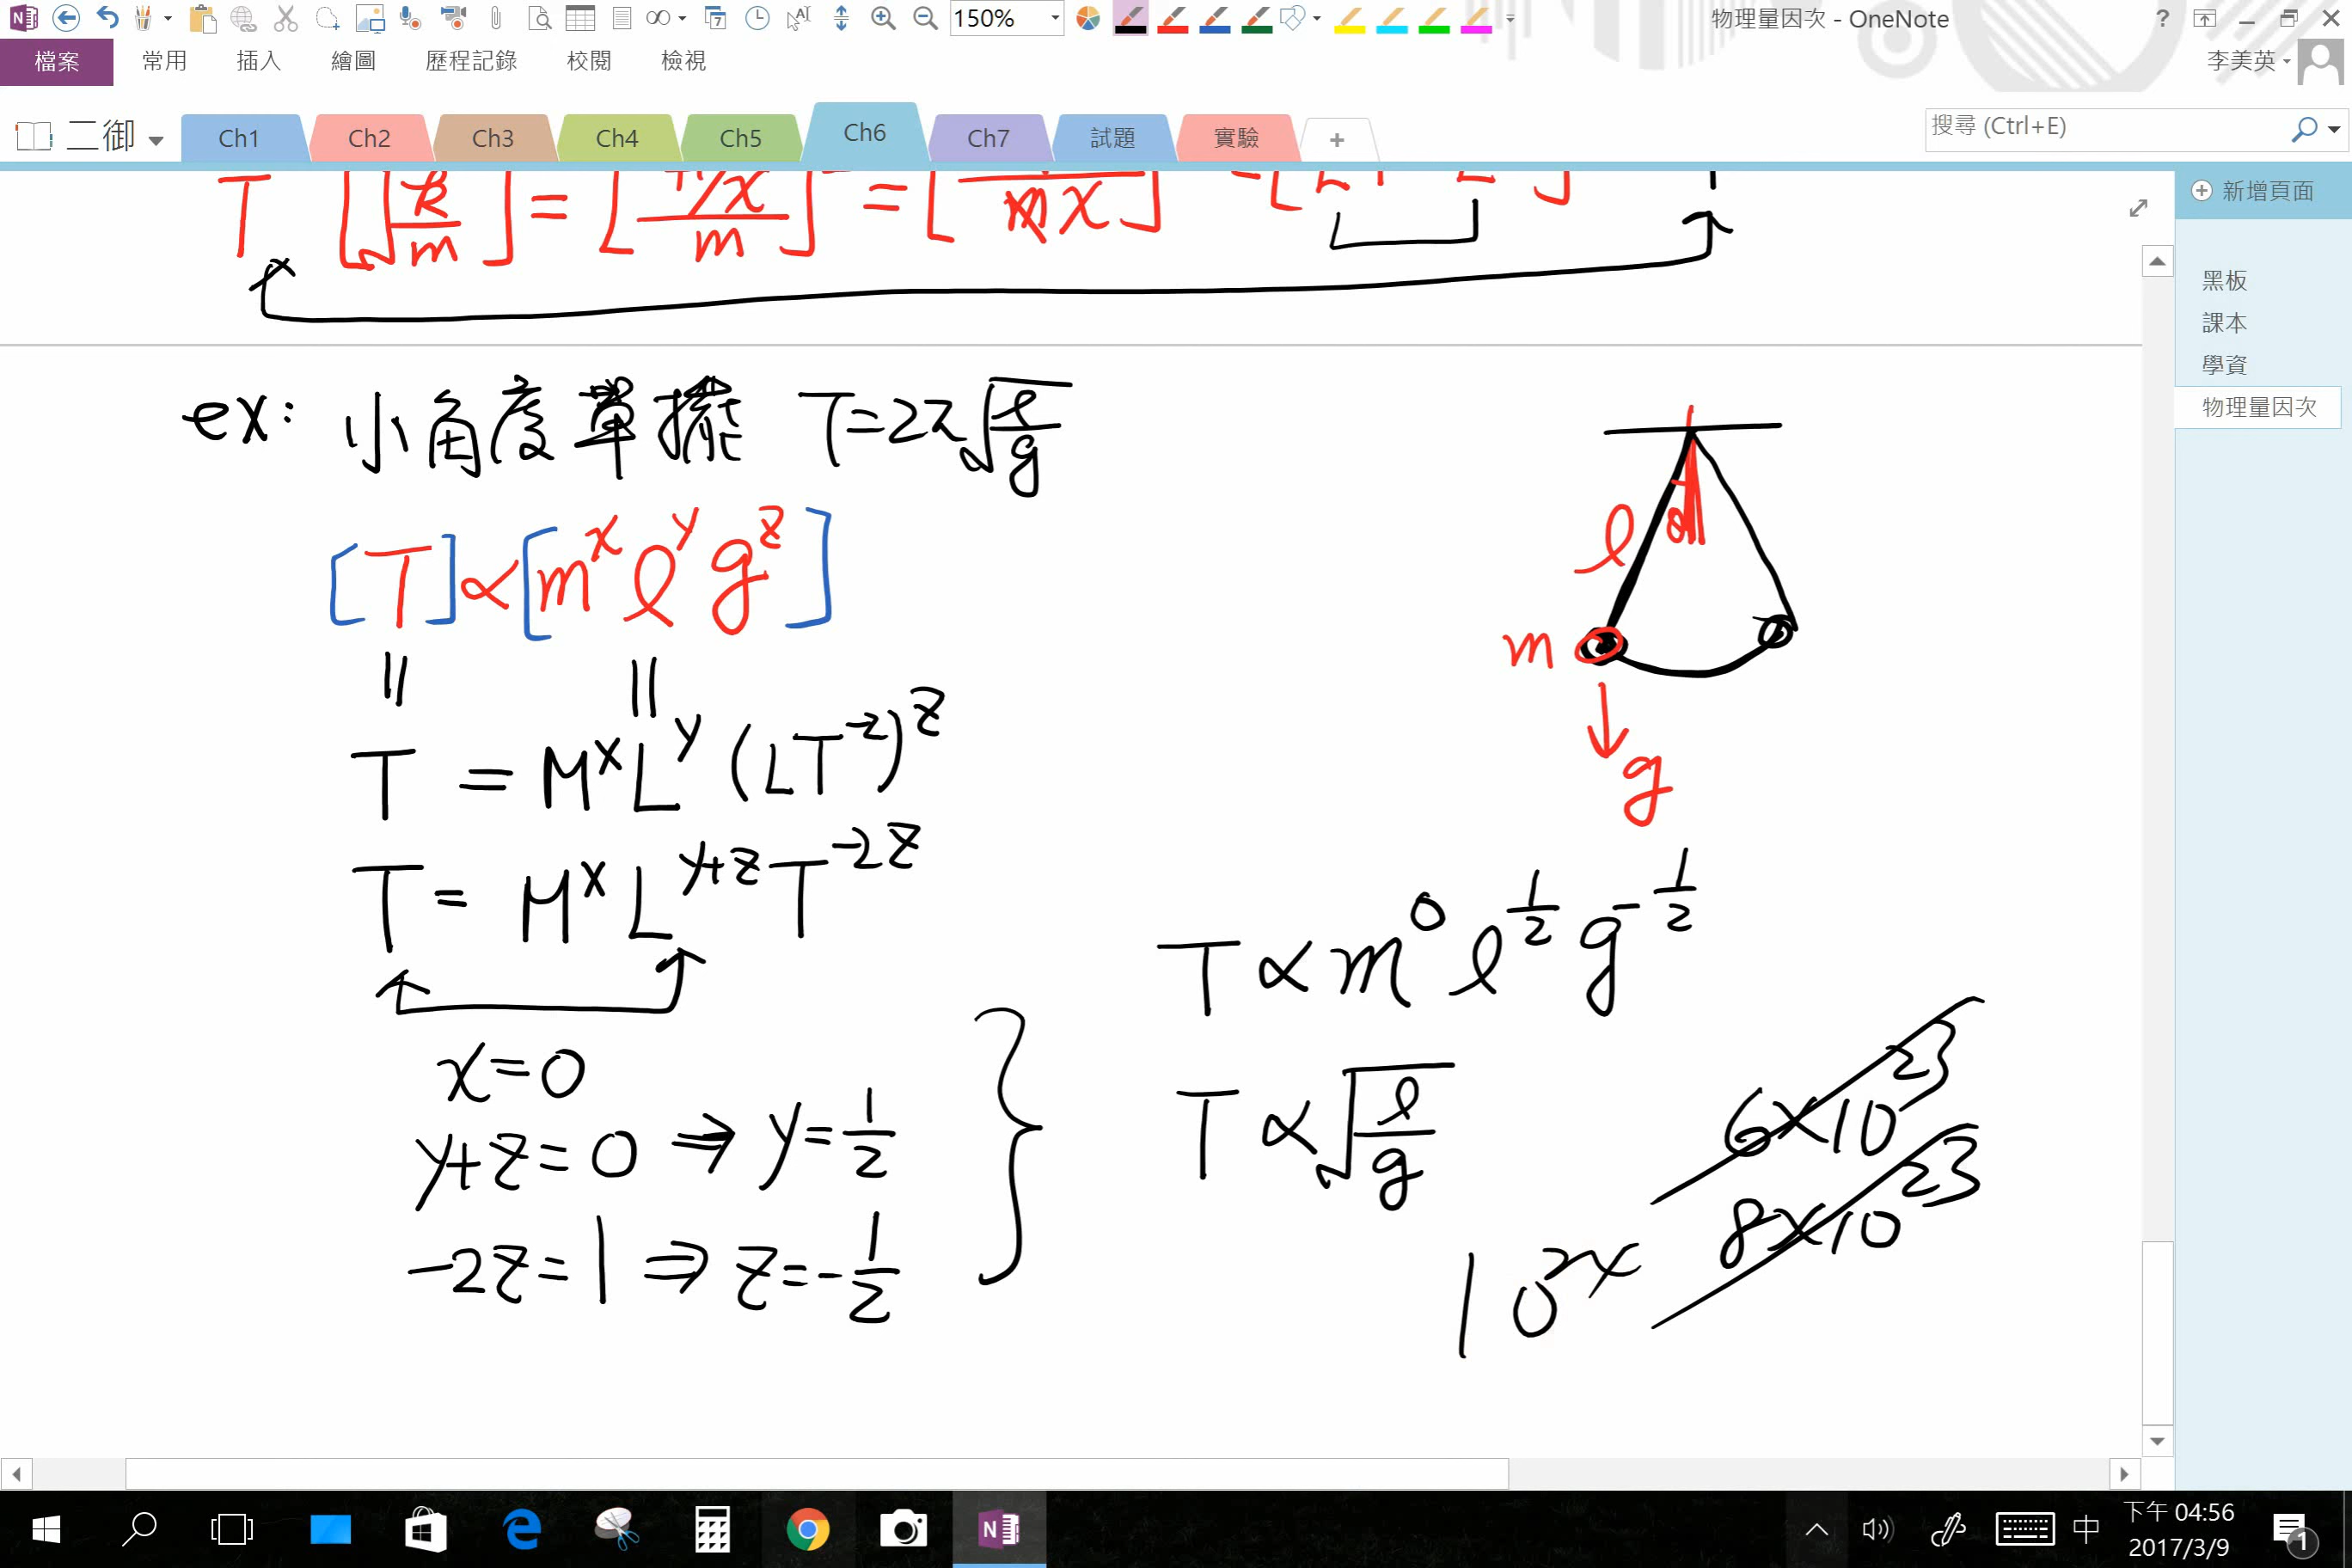 150%
物理量因次 - OneNote
?
檔案 常用 插入 繪圖 歷程記錄 校閱 檢視
李美英
二御 Ch1 Ch2 Ch3 Ch4 Ch5 Ch6 Ch7 試題 實驗 +
搜尋 (Ctrl+E)
新增頁面
黑板
課本
學資
物理量因次
ex: 小角度單擺 T=2π√(ℓ/g)
[T]∝[m^x ℓ^y g^z]
T = M^x L^y (LT^-2)^z
T = M^x L^y+z T^-2z
x=0
y+z=0 ⇒ y=1/2
-2z=1 ⇒ z=-1/2
ℓ
θ
m
g
T∝m^0 ℓ^1/2 g^-1/2
T∝√(ℓ/g)
6×10^23
8×10^23
中
下午 04:56
2017/3/9
1